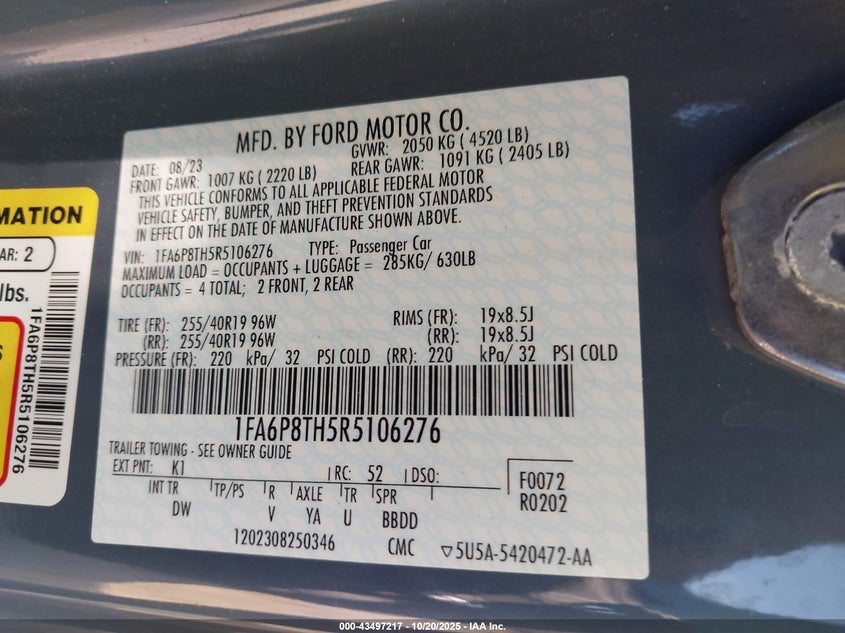 MFD. BY FORD MOTOR CO.
DATE: 08/23 GVWR: 2050 KG ( 4520 LB)
FRONT GAWR: 1007 KG ( 2220 LB) REAR GAWR: 1091 KG ( 2405 LB)
THIS VEHICLE CONFORMS TO ALL APPLICABLE FEDERAL MOTOR
VEHICLE SAFETY, BUMPER, AND THEFT PREVENTION STANDARDS
IN EFFECT ON THE DATE OF MANUFACTURE SHOWN ABOVE.
VIN: 1FA6P8TH5R5106276 TYPE: Passenger Car
MAXIMUM LOAD = OCCUPANTS + LUGGAGE = 285KG/ 630LB
OCCUPANTS = 4 TOTAL; 2 FRONT, 2 REAR
TIRE (FR): 255/40R19 96W RIMS (FR): 19x8.5J
(RR): 255/40R19 96W (RR): 19x8.5J
PRESSURE (FR): 220 kPa/ 32 PSI COLD (RR): 220 kPa/ 32 PSI COLD
1FA6P8TH5R5106276
TRAILER TOWING - SEE OWNER GUIDE
EXT PNT: K1 RC: 52 DSO: F0072
INT TR TP/PS R AXLE TR SPR R0202
DW V YA U BBDD
1202308250346 CMC ▽5U5A-5420472-AA
MATION
AR: 2
lbs.
1FA6P8TH5R5106276
000-43497217 - 10/20/2025 - IAA Inc.